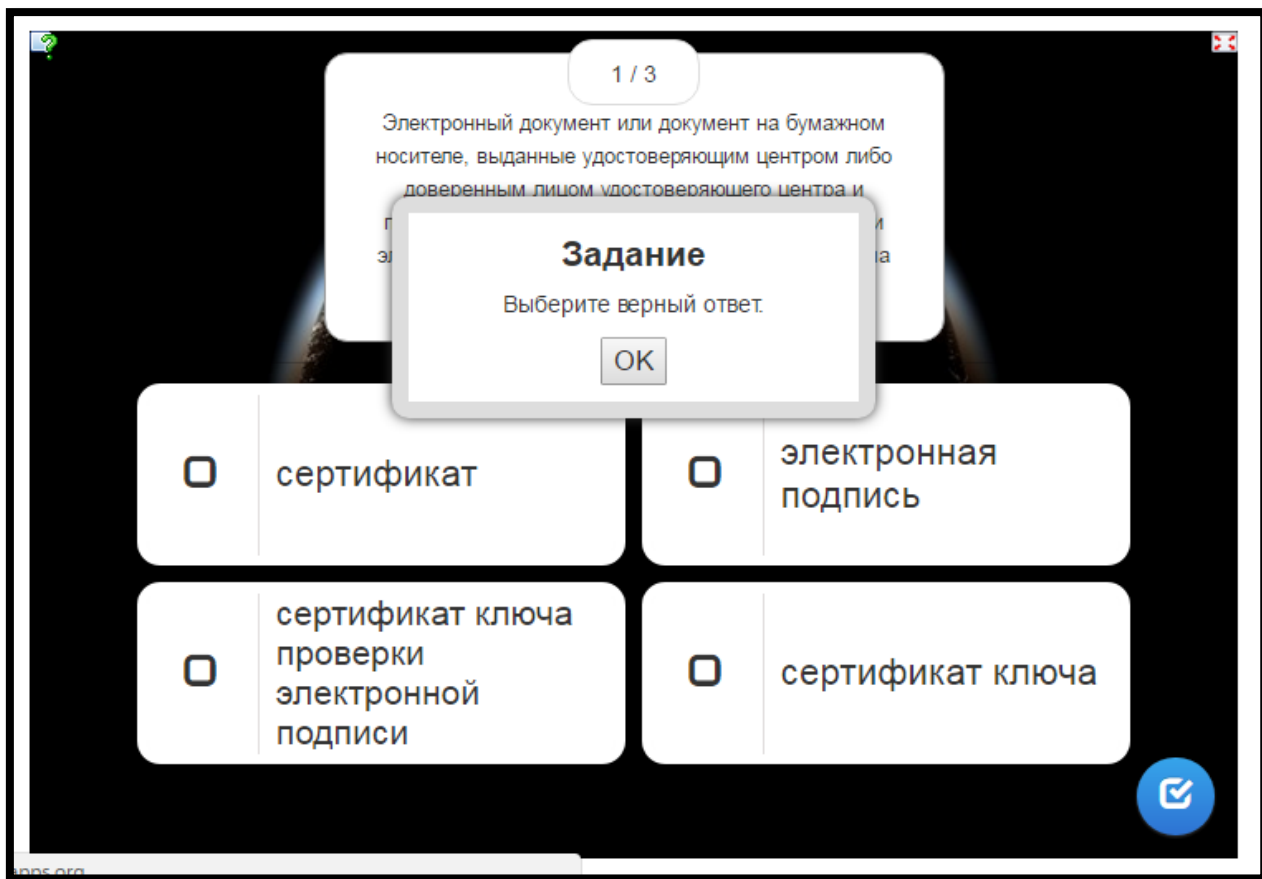 1 / 3
Электронный документ или документ на бумажном
носителе, выданные удостоверяющим центром либо
доверенным лицом удостоверяющего центра и
Задание
Выберите верный ответ.
OK
сертификат
электронная
подпись
сертификат ключа
проверки
электронной
подписи
сертификат ключа